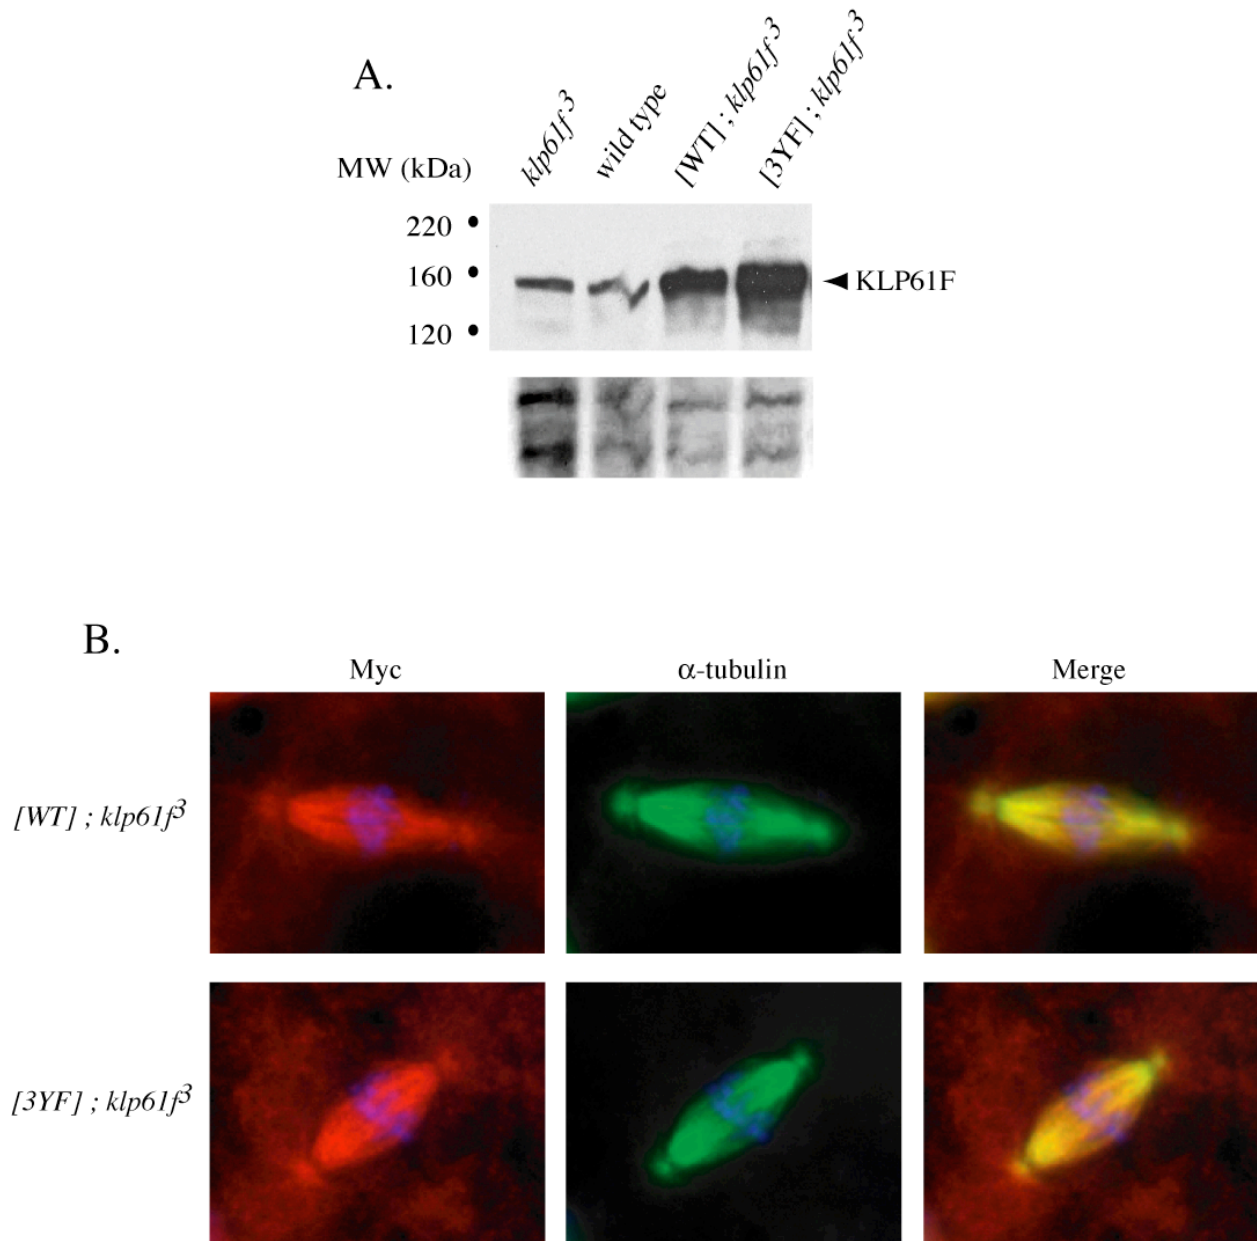 A.
MW (kDa)
klp61f³
wild type
[WT] ; klp61f³
[3YF] ; klp61f³
220 •
160 •
120 •
◄ KLP61F
B.
Myc
α-tubulin
Merge
[WT] ; klp61f³
[3YF] ; klp61f³